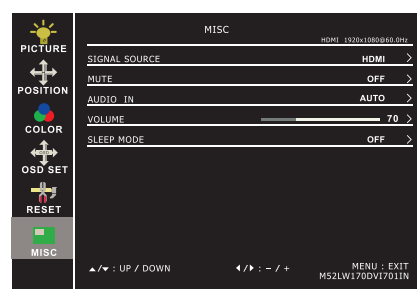 MISC
HDMI 1920x1080@60.0Hz
PICTURE
POSITION
COLOR
OSD
OSD SET
RESET
MISC
SIGNAL SOURCE HDMI >
MUTE OFF >
AUDIO IN AUTO >
VOLUME 70 >
SLEEP MODE OFF >
▲/▼ : UP / DOWN
◀/▶ : - / +
MENU : EXIT
M52LW170DVI701IN